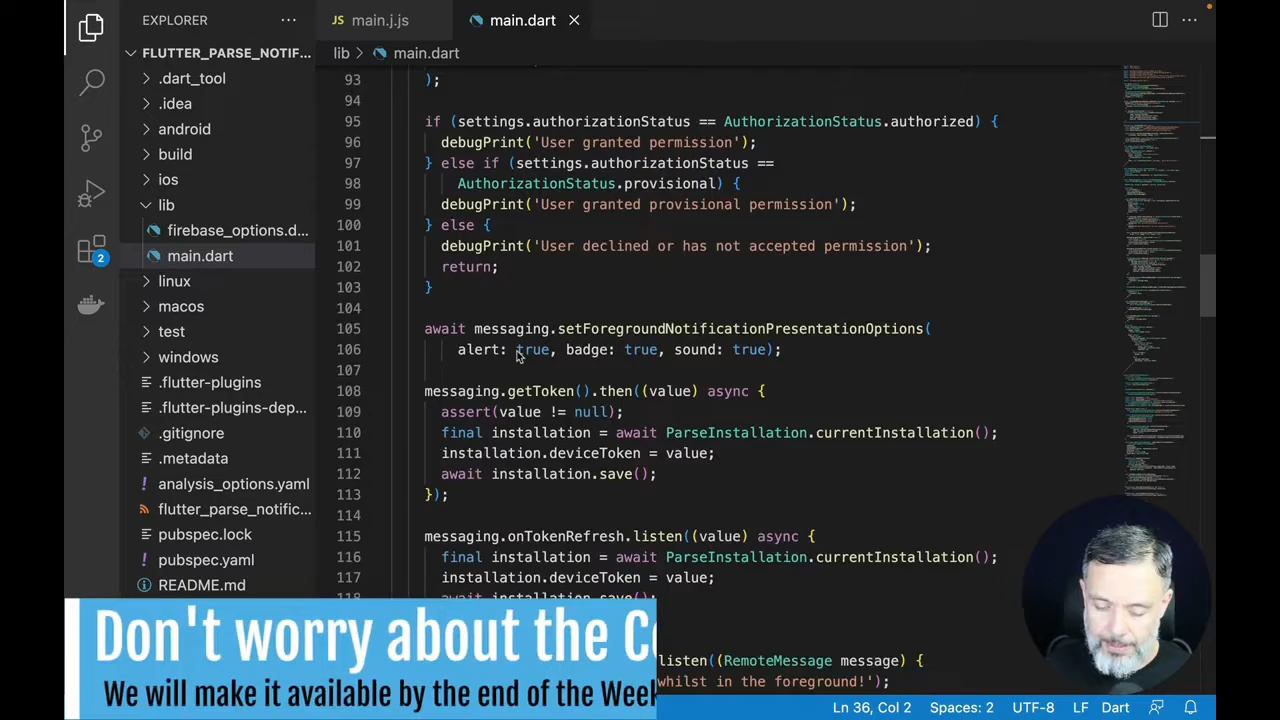 EXPLORER
JS main.j.js
main.dart
FLUTTER_PARSE_NOTIF...
lib > main.dart
.dart_tool
.idea
android
build
ios
lib
firebase_options.d...
main.dart
2
linux
macos
test
windows
.flutter-plugins
.flutter-plugins-dep...
.gitignore
.metadata
analysis_options.yaml
flutter_parse_notific...
pubspec.lock
pubspec.yaml
README.md
93 );
94
95 (settings.authorizationStatus == AuthorizationStatus.authorized) {
96 debugPrint('User granted permission');
97 } else if (settings.authorizationStatus ==
98 AuthorizationStatus.provisional) {
99 debugPrint('User granted provisional permission');
100 } else {
101 debugPrint('User declined or has not accepted permission');
102 return;
103 }
104
105 await messaging.setForegroundNotificationPresentationOptions(
106 alert: true, badge: true, sound: true);
107
108 messaging.getToken().then((value) async {
109 assert(value != null);
110 final installation = await ParseInstallation.currentInstallation();
111 installation.deviceToken = value;
112 await installation.save();
113 });
114
115 messaging.onTokenRefresh.listen((value) async {
116 final installation = await ParseInstallation.currentInstallation();
117 installation.deviceToken = value;
118 await installation.save();
listen((RemoteMessage message) {
whilst in the foreground!');
Don't worry about the Co
We will make it available by the end of the Week
Ln 36, Col 2 Spaces: 2 UTF-8 LF Dart